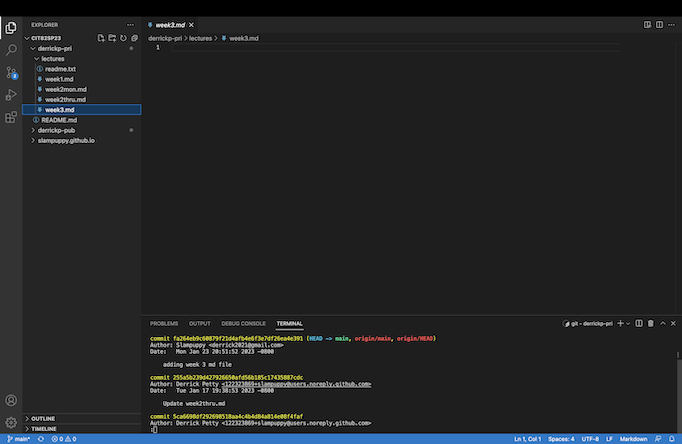 EXPLORER
CIT82SP23
derrickp-pri
lectures
readme.txt
week1.md
week2mon.md
week2thru.md
week3.md
README.md
derrickp-pub
slampuppy.github.io
OUTLINE
TIMELINE
2
week3.md
derrickp-pri > lectures > week3.md
1
PROBLEMS OUTPUT DEBUG CONSOLE TERMINAL
git - derrickp-pri
commit fa264eb9c60879f21d4afb4e6f3e7df26ea4e391 (HEAD -> main, origin/main, origin/HEAD)
Author: Slampuppy <derrick2021@gmail.com>
Date: Mon Jan 23 20:51:52 2023 -0800
adding week 3 md file
commit 255a5b239d427926650afd56b185c17435887cdc
Author: Derrick Petty <122323869+slampuppy@users.noreply.github.com>
Date: Tue Jan 17 19:38:53 2023 -0800
Update week2thru.md
commit 5ca6698df292698518aa4c4b4d84a814e08f4faf
Author: Derrick Petty <122323869+slampuppy@users.noreply.github.com>
:
main* 0 0 Ln 1, Col 1 Spaces: 4 UTF-8 LF Markdown